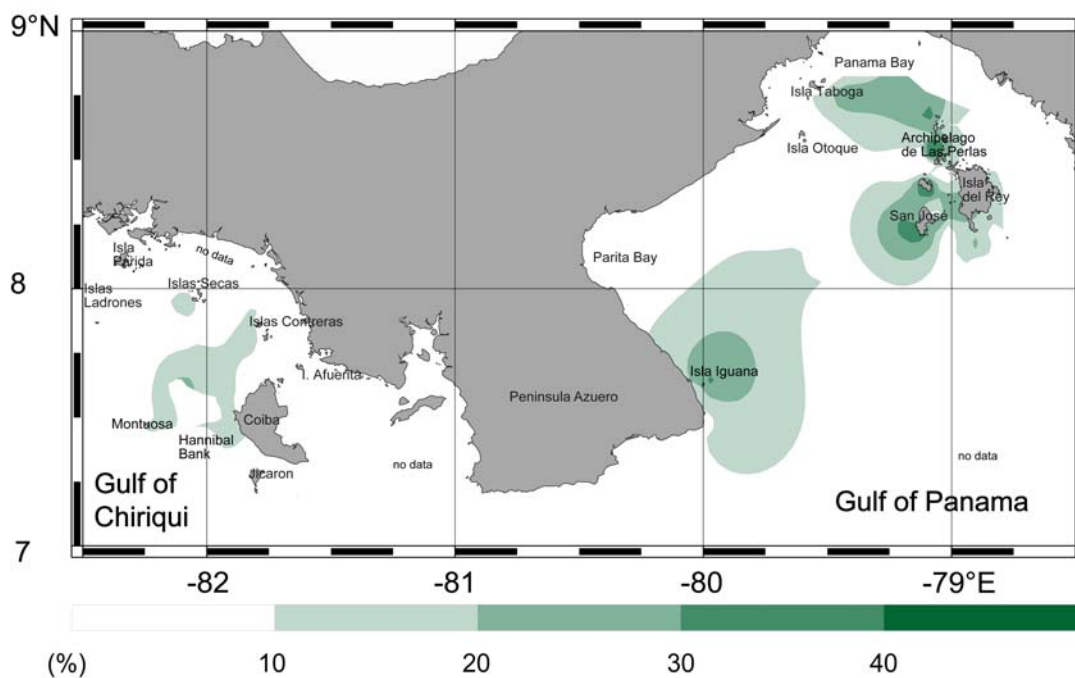 9°N
Panama Bay
Isla Taboga
Archipelago
de Las Perlas
Isla Otoque
Isla
del Rey
San José
Isla
Parida
no data
Parita Bay
8
Islas
Ladrones
Islas Secas
Islas Contreras
I. Afuerita
Isla Iguana
Peninsula Azuero
Montuosa
Coiba
Hannibal
Bank
Jicaron
no data
no data
Gulf of
Chiriqui
Gulf of Panama
7
-82
-81
-80
-79°E
(%)
10
20
30
40